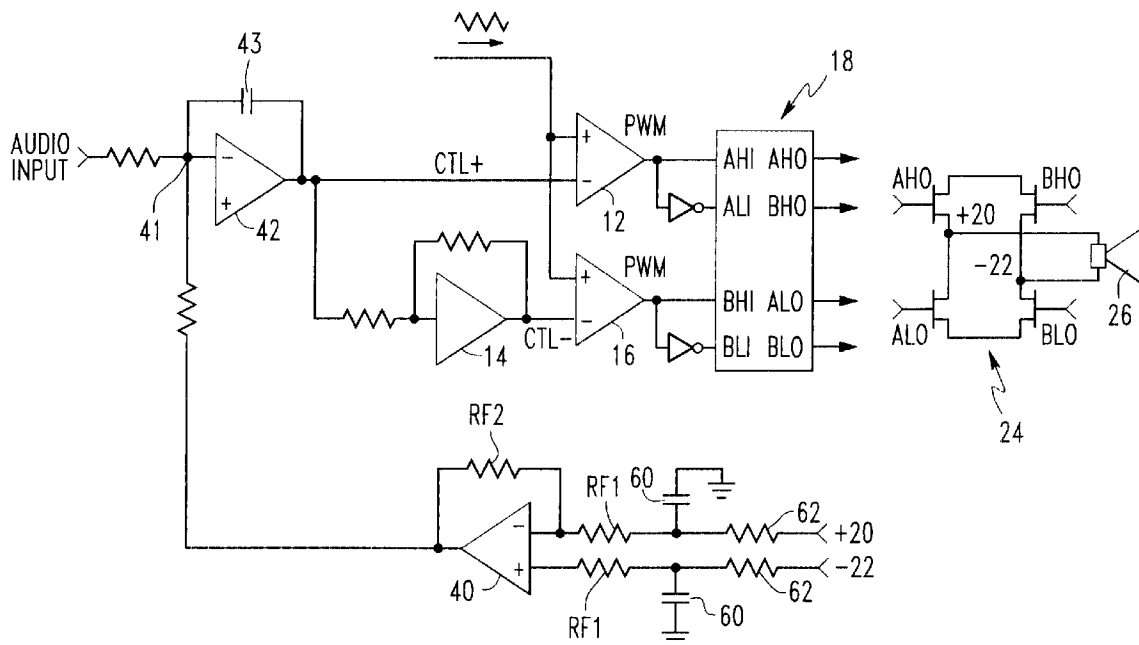 43
18
AUDIO
INPUT
41
-
+
42
CTL+
+
-
12
PWM
AHI AHO
ALI BHO
BHI ALO
BLI BLO
14
CTL-
+
-
16
PWM
AHO
BHO
+20
-22
ALO
BLO
26
24
RF2
RF1
60
62
+20
-
+
40
-22
RF1
60
62